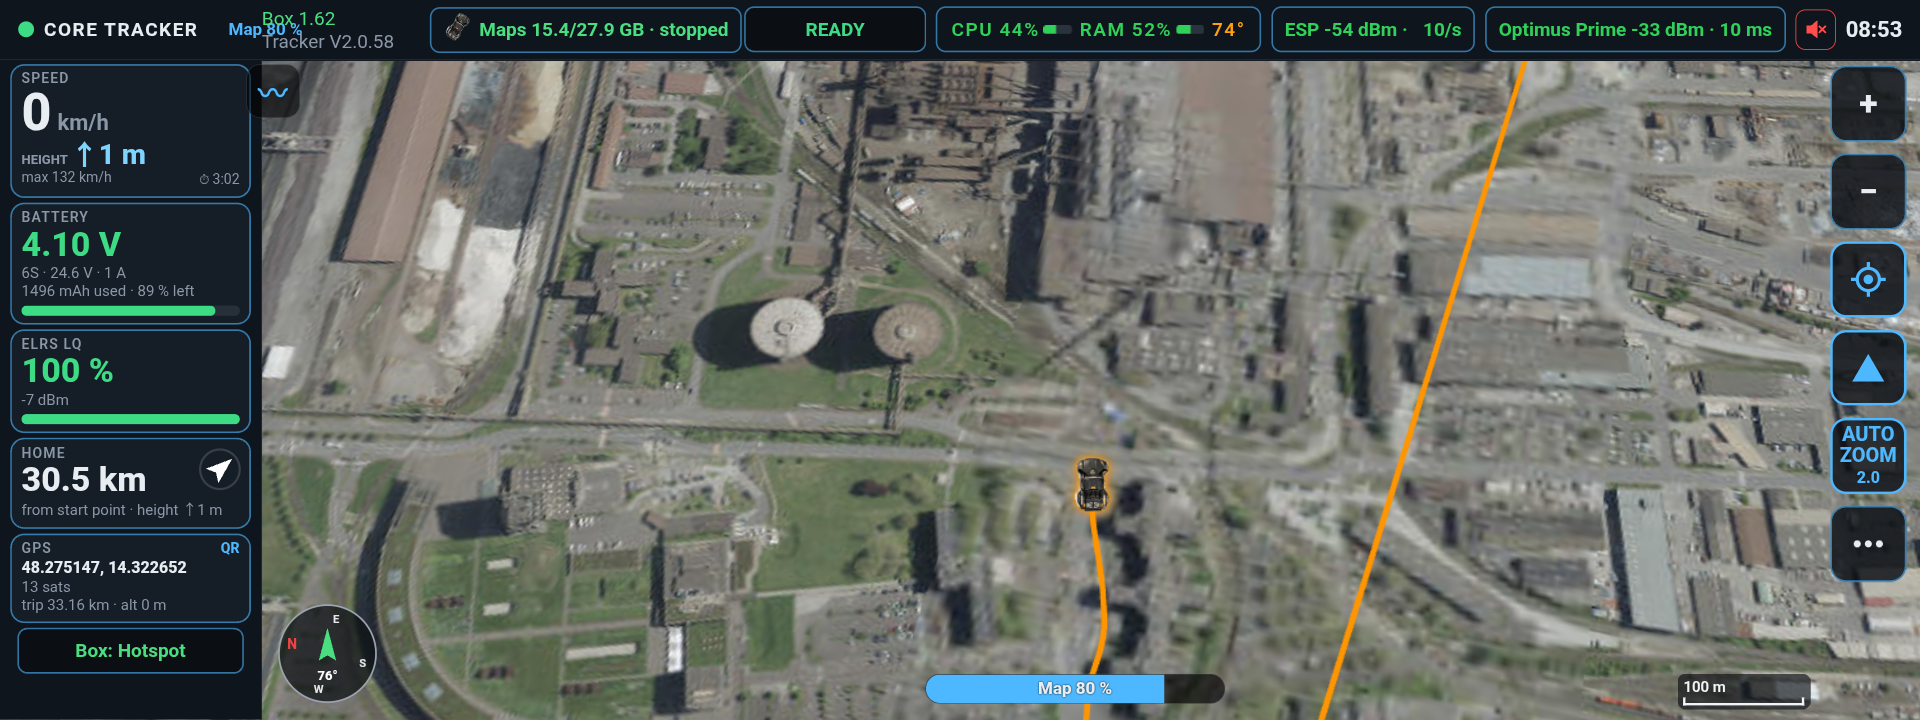 CORE TRACKER
Map 80 %
Box 1.62
Tracker V2.0.58
Maps 15.4/27.9 GB · stopped
READY
CPU 44% RAM 52% 74°
ESP -54 dBm · 10/s
Optimus Prime -33 dBm · 10 ms
08:53
SPEED
0 km/h
HEIGHT ↑ 1 m
max 132 km/h
⏱ 3:02
BATTERY
4.10 V
6S · 24.6 V · 1 A
1496 mAh used · 89 % left
ELRS LQ
100 %
-7 dBm
HOME
30.5 km
from start point · height ↑ 1 m
GPS QR
48.275147, 14.322652
13 sats
trip 33.16 km · alt 0 m
Box: Hotspot
+
−
AUTO
ZOOM
2.0
•••
E
N
S
76°
W
Map 80 %
100 m